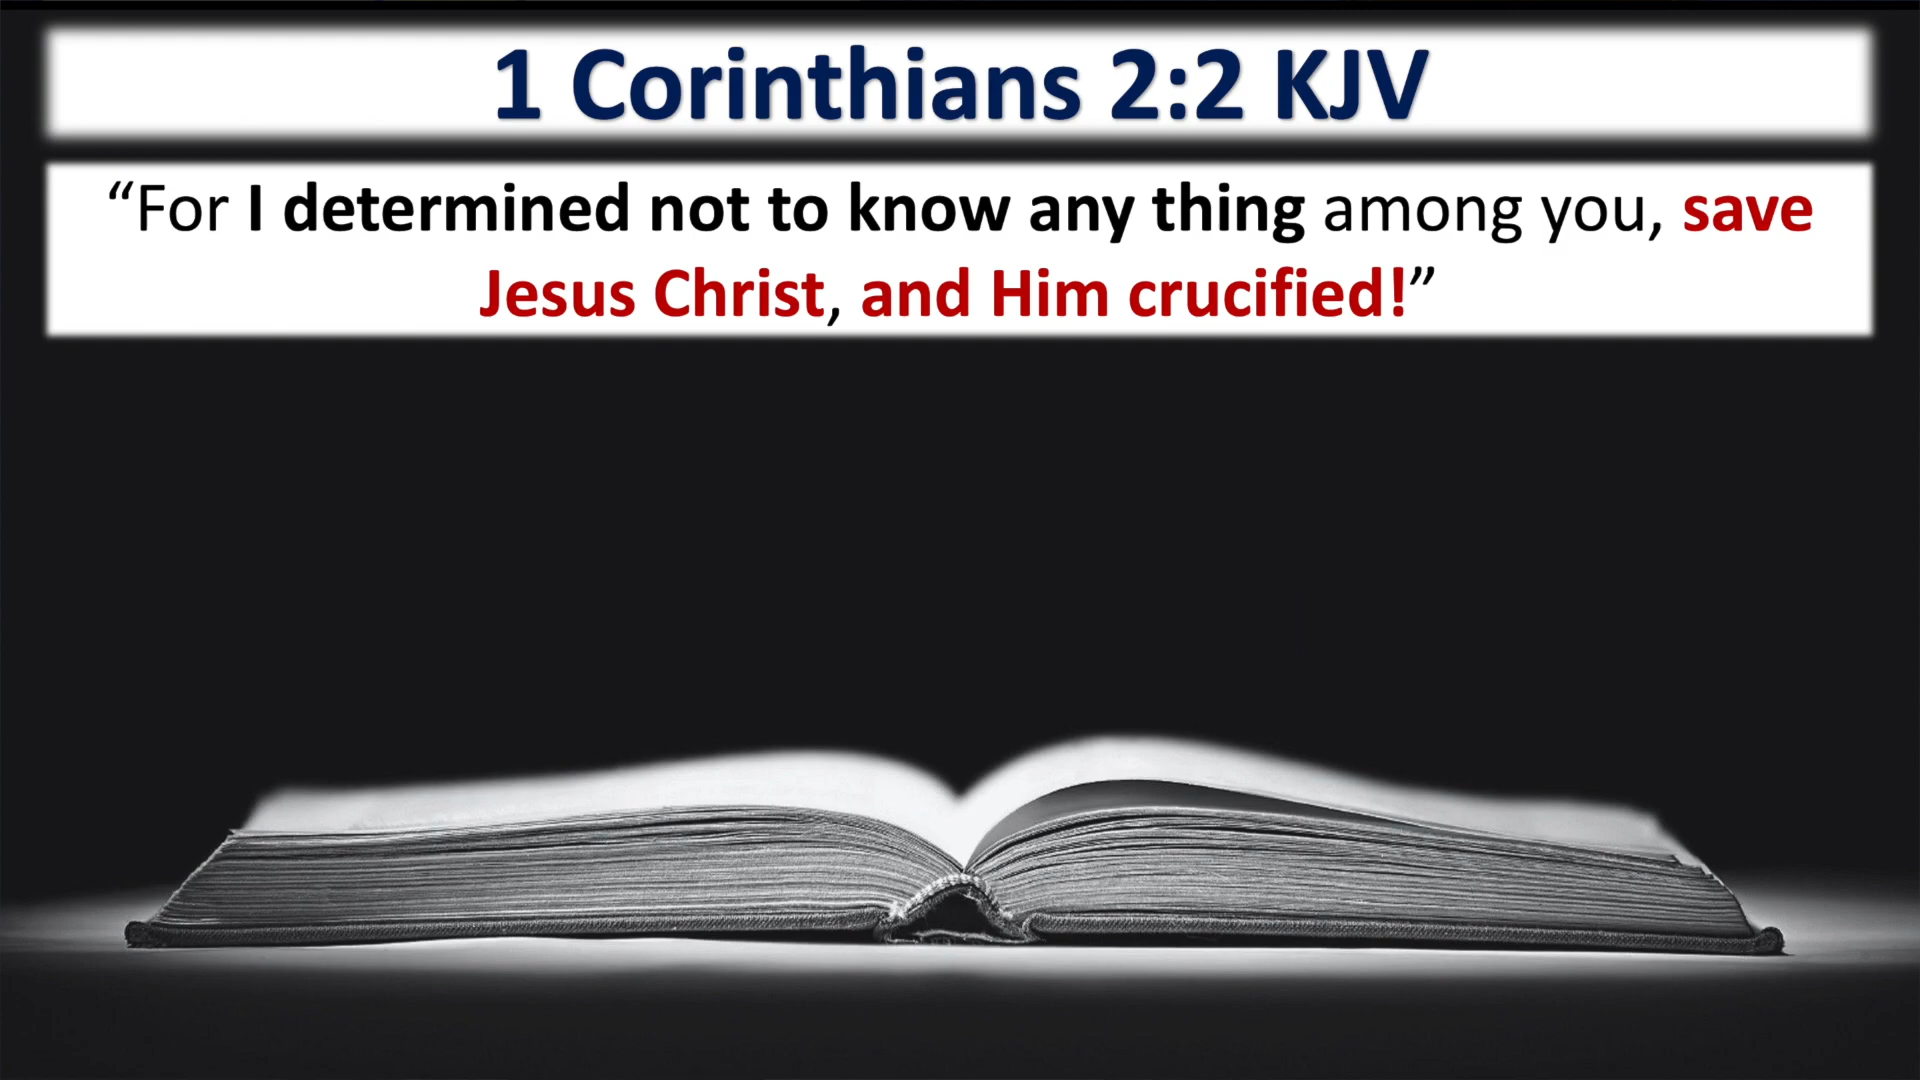 1 Corinthians 2:2 KJV
“For I determined not to know any thing among you, save
Jesus Christ, and Him crucified!”